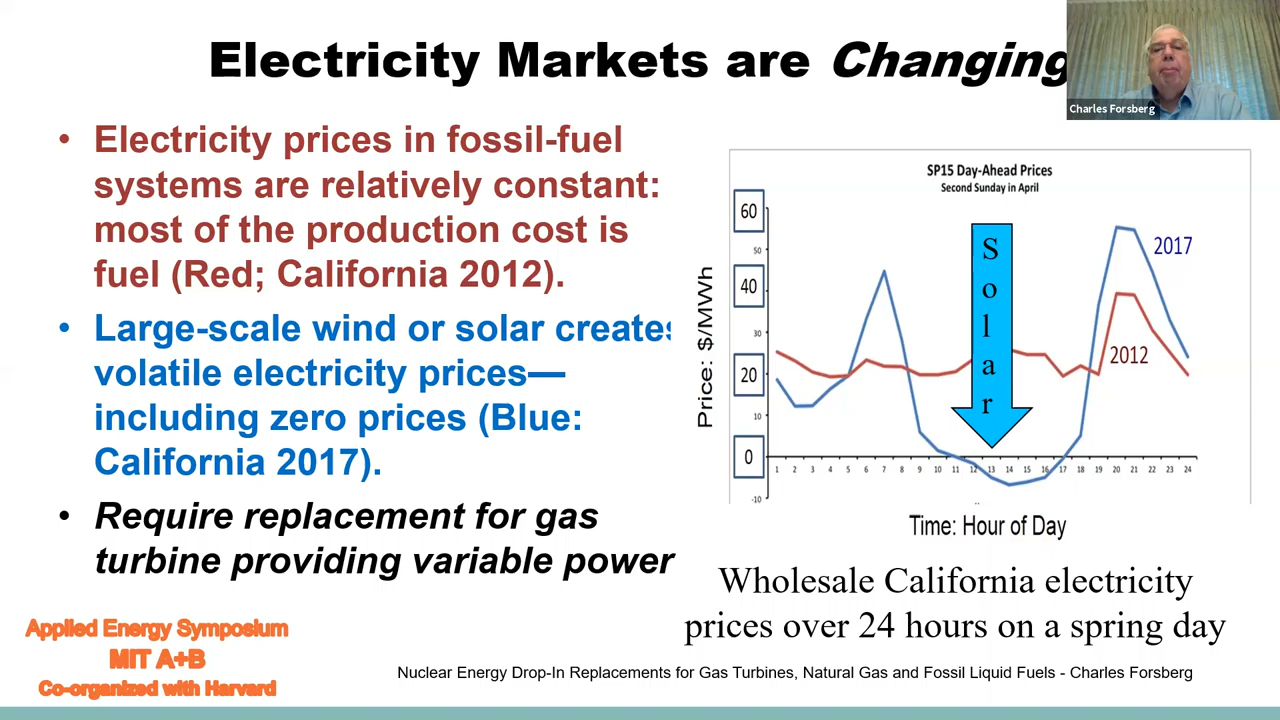 Electricity Markets are Changing
Charles Forsberg
• Electricity prices in fossil-fuel
systems are relatively constant:
most of the production cost is
fuel (Red; California 2012).
• Large-scale wind or solar creates
volatile electricity prices—
including zero prices (Blue:
California 2017).
• Require replacement for gas
turbine providing variable power
SP15 Day-Ahead Prices
Second Sunday in April
Price: $/MWh
60
50
40
30
20
10
0
-10
Solar
2017
2012
1 2 3 4 5 6 7 8 9 10 11 12 13 14 15 16 17 18 19 20 21 22 23 24
Time: Hour of Day
Wholesale California electricity
prices over 24 hours on a spring day
Applied Energy Symposium
MIT A+B
Co-organized with Harvard
Nuclear Energy Drop-In Replacements for Gas Turbines, Natural Gas and Fossil Liquid Fuels - Charles Forsberg